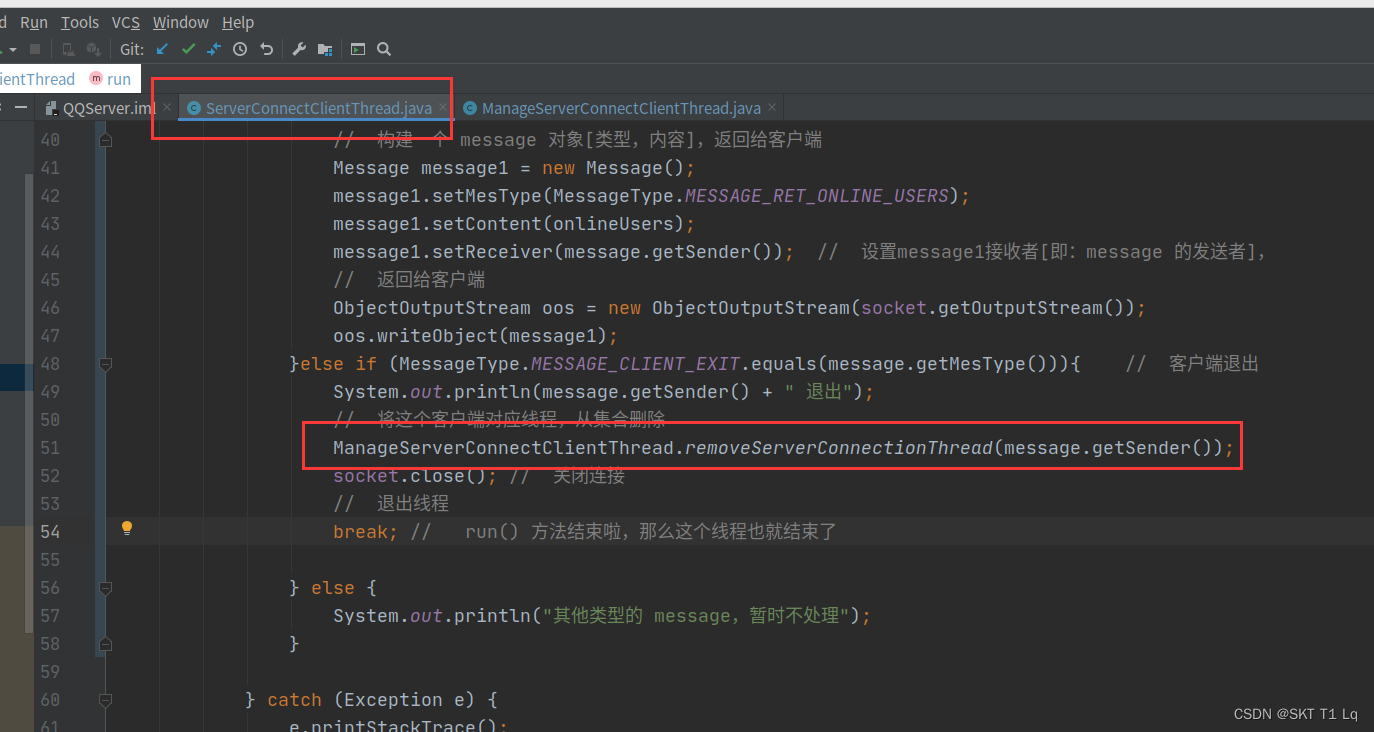 d Run Tools VCS Window Help
Git:
ientThread m run
QQServer.iml ServerConnectClientThread.java ManageServerConnectClientThread.java
40 // 构建一个 message 对象[类型，内容]，返回给客户端
41 Message message1 = new Message();
42 message1.setMesType(MessageType.MESSAGE_RET_ONLINE_USERS);
43 message1.setContent(onlineUsers);
44 message1.setReceiver(message.getSender()); // 设置message1接收者[即：message 的发送者]，
45 // 返回给客户端
46 ObjectOutputStream oos = new ObjectOutputStream(socket.getOutputStream());
47 oos.writeObject(message1);
48 }else if (MessageType.MESSAGE_CLIENT_EXIT.equals(message.getMesType())){ // 客户端退出
49 System.out.println(message.getSender() + " 退出");
50 // 将这个客户端对应线程，从集合删除
51 ManageServerConnectClientThread.removeServerConnectionThread(message.getSender());
52 socket.close(); // 关闭连接
53 // 退出线程
54 break; // run() 方法结束啦，那么这个线程也就结束了
55
56 } else {
57 System.out.println("其他类型的 message，暂时不处理");
58 }
59
60 } catch (Exception e) {
61 e.printStackTrace();
CSDN @SKT T1 Lq